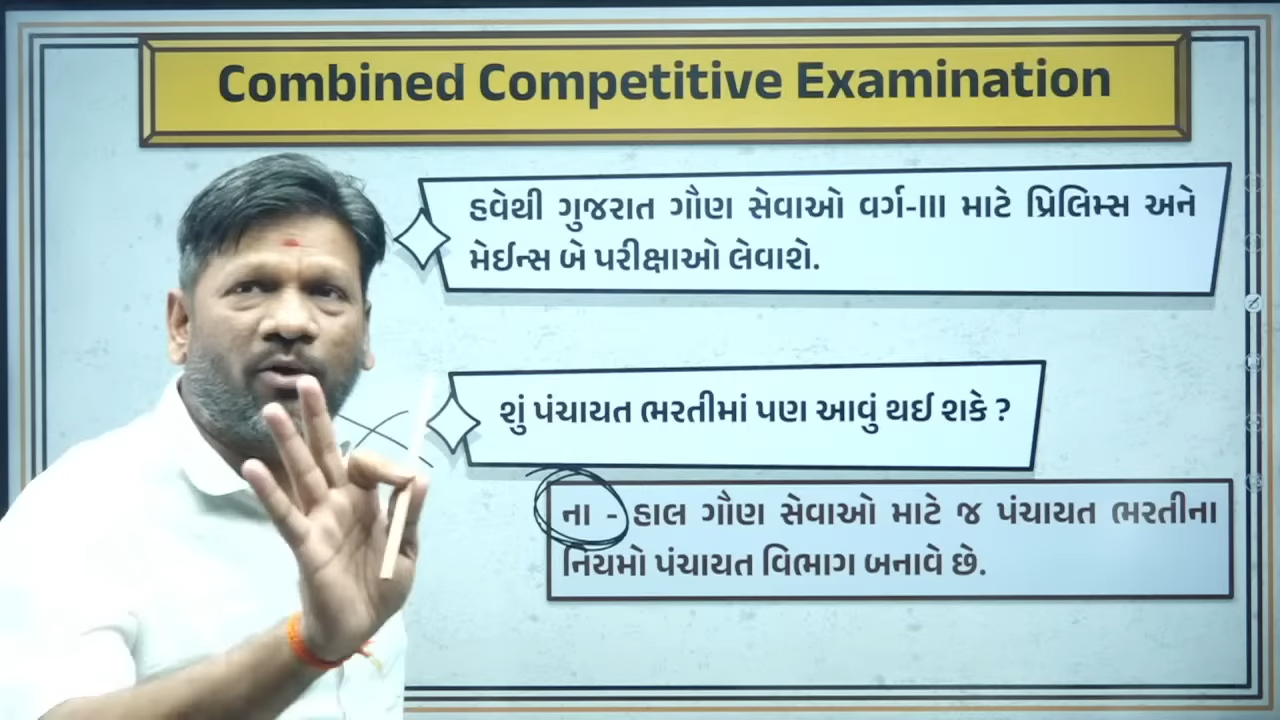 Combined Competitive Examination
હવેથી ગુજરાત ગૌણ સેવાઓ વર્ગ-III માટે પ્રિલિમ્સ અને
મેઈન્સ બે પરીક્ષાઓ લેવાશે.
શું પંચાયત ભરતીમાં પણ આવું થઈ શકે ?
ના - હાલ ગૌણ સેવાઓ માટે જ પંચાયત ભરતીના
નિયમો પંચાયત વિભાગ બનાવે છે.